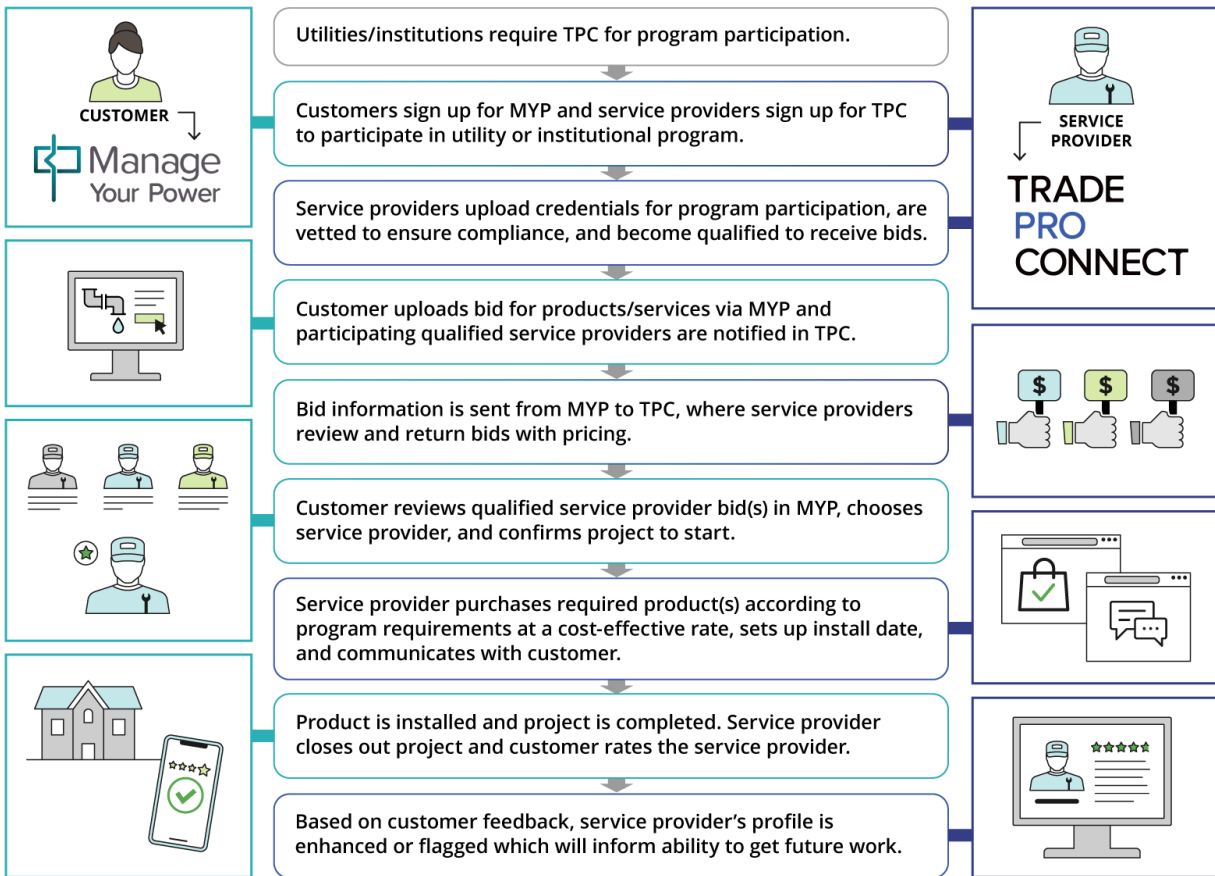 Utilities/institutions require TPC for program participation.
CUSTOMER
Manage
Your Power
Customers sign up for MYP and service providers sign up for TPC
to participate in utility or institutional program.
SERVICE
PROVIDER
TRADE
PRO
CONNECT
Service providers upload credentials for program participation, are
vetted to ensure compliance, and become qualified to receive bids.
Customer uploads bid for products/services via MYP and
participating qualified service providers are notified in TPC.
Bid information is sent from MYP to TPC, where service providers
review and return bids with pricing.
$ $ $
Customer reviews qualified service provider bid(s) in MYP, chooses
service provider, and confirms project to start.
Service provider purchases required product(s) according to
program requirements at a cost-effective rate, sets up install date,
and communicates with customer.
Product is installed and project is completed. Service provider
closes out project and customer rates the service provider.
Based on customer feedback, service provider’s profile is
enhanced or flagged which will inform ability to get future work.